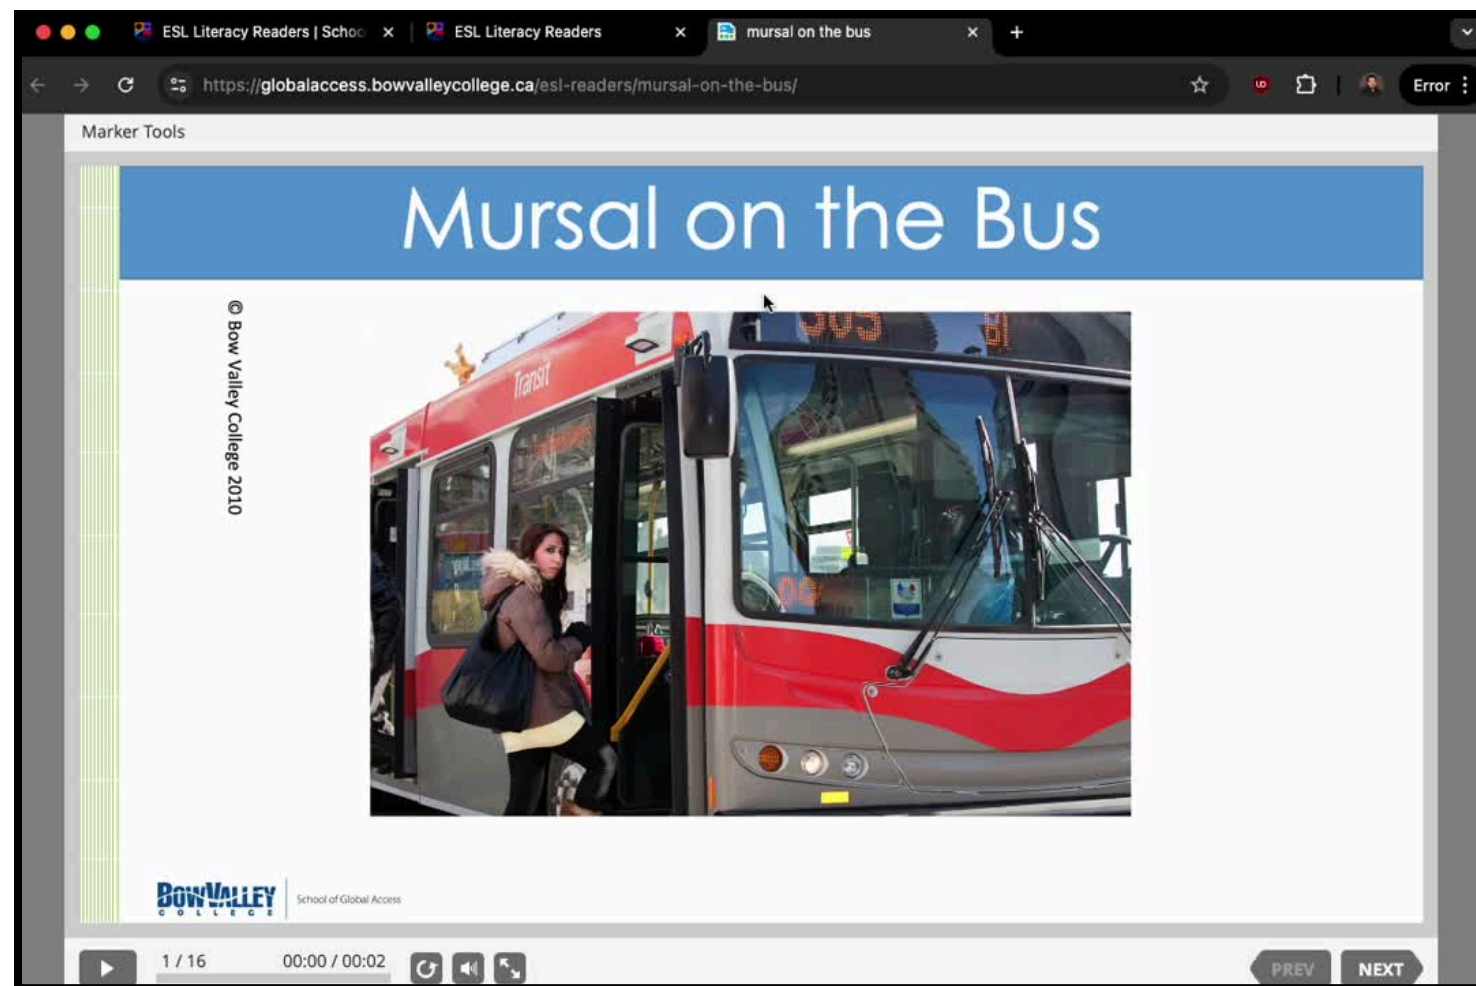 ESL Literacy Readers | Schoo
ESL Literacy Readers
mursal on the bus
https://globalaccess.bowvalleycollege.ca/esl-readers/mursal-on-the-bus/
Error
Marker Tools
Mursal on the Bus
© Bow Valley College 2010
305
Transit
BOW VALLEY
COLLEGE
School of Global Access
1 / 16
00:00 / 00:02
PREV
NEXT